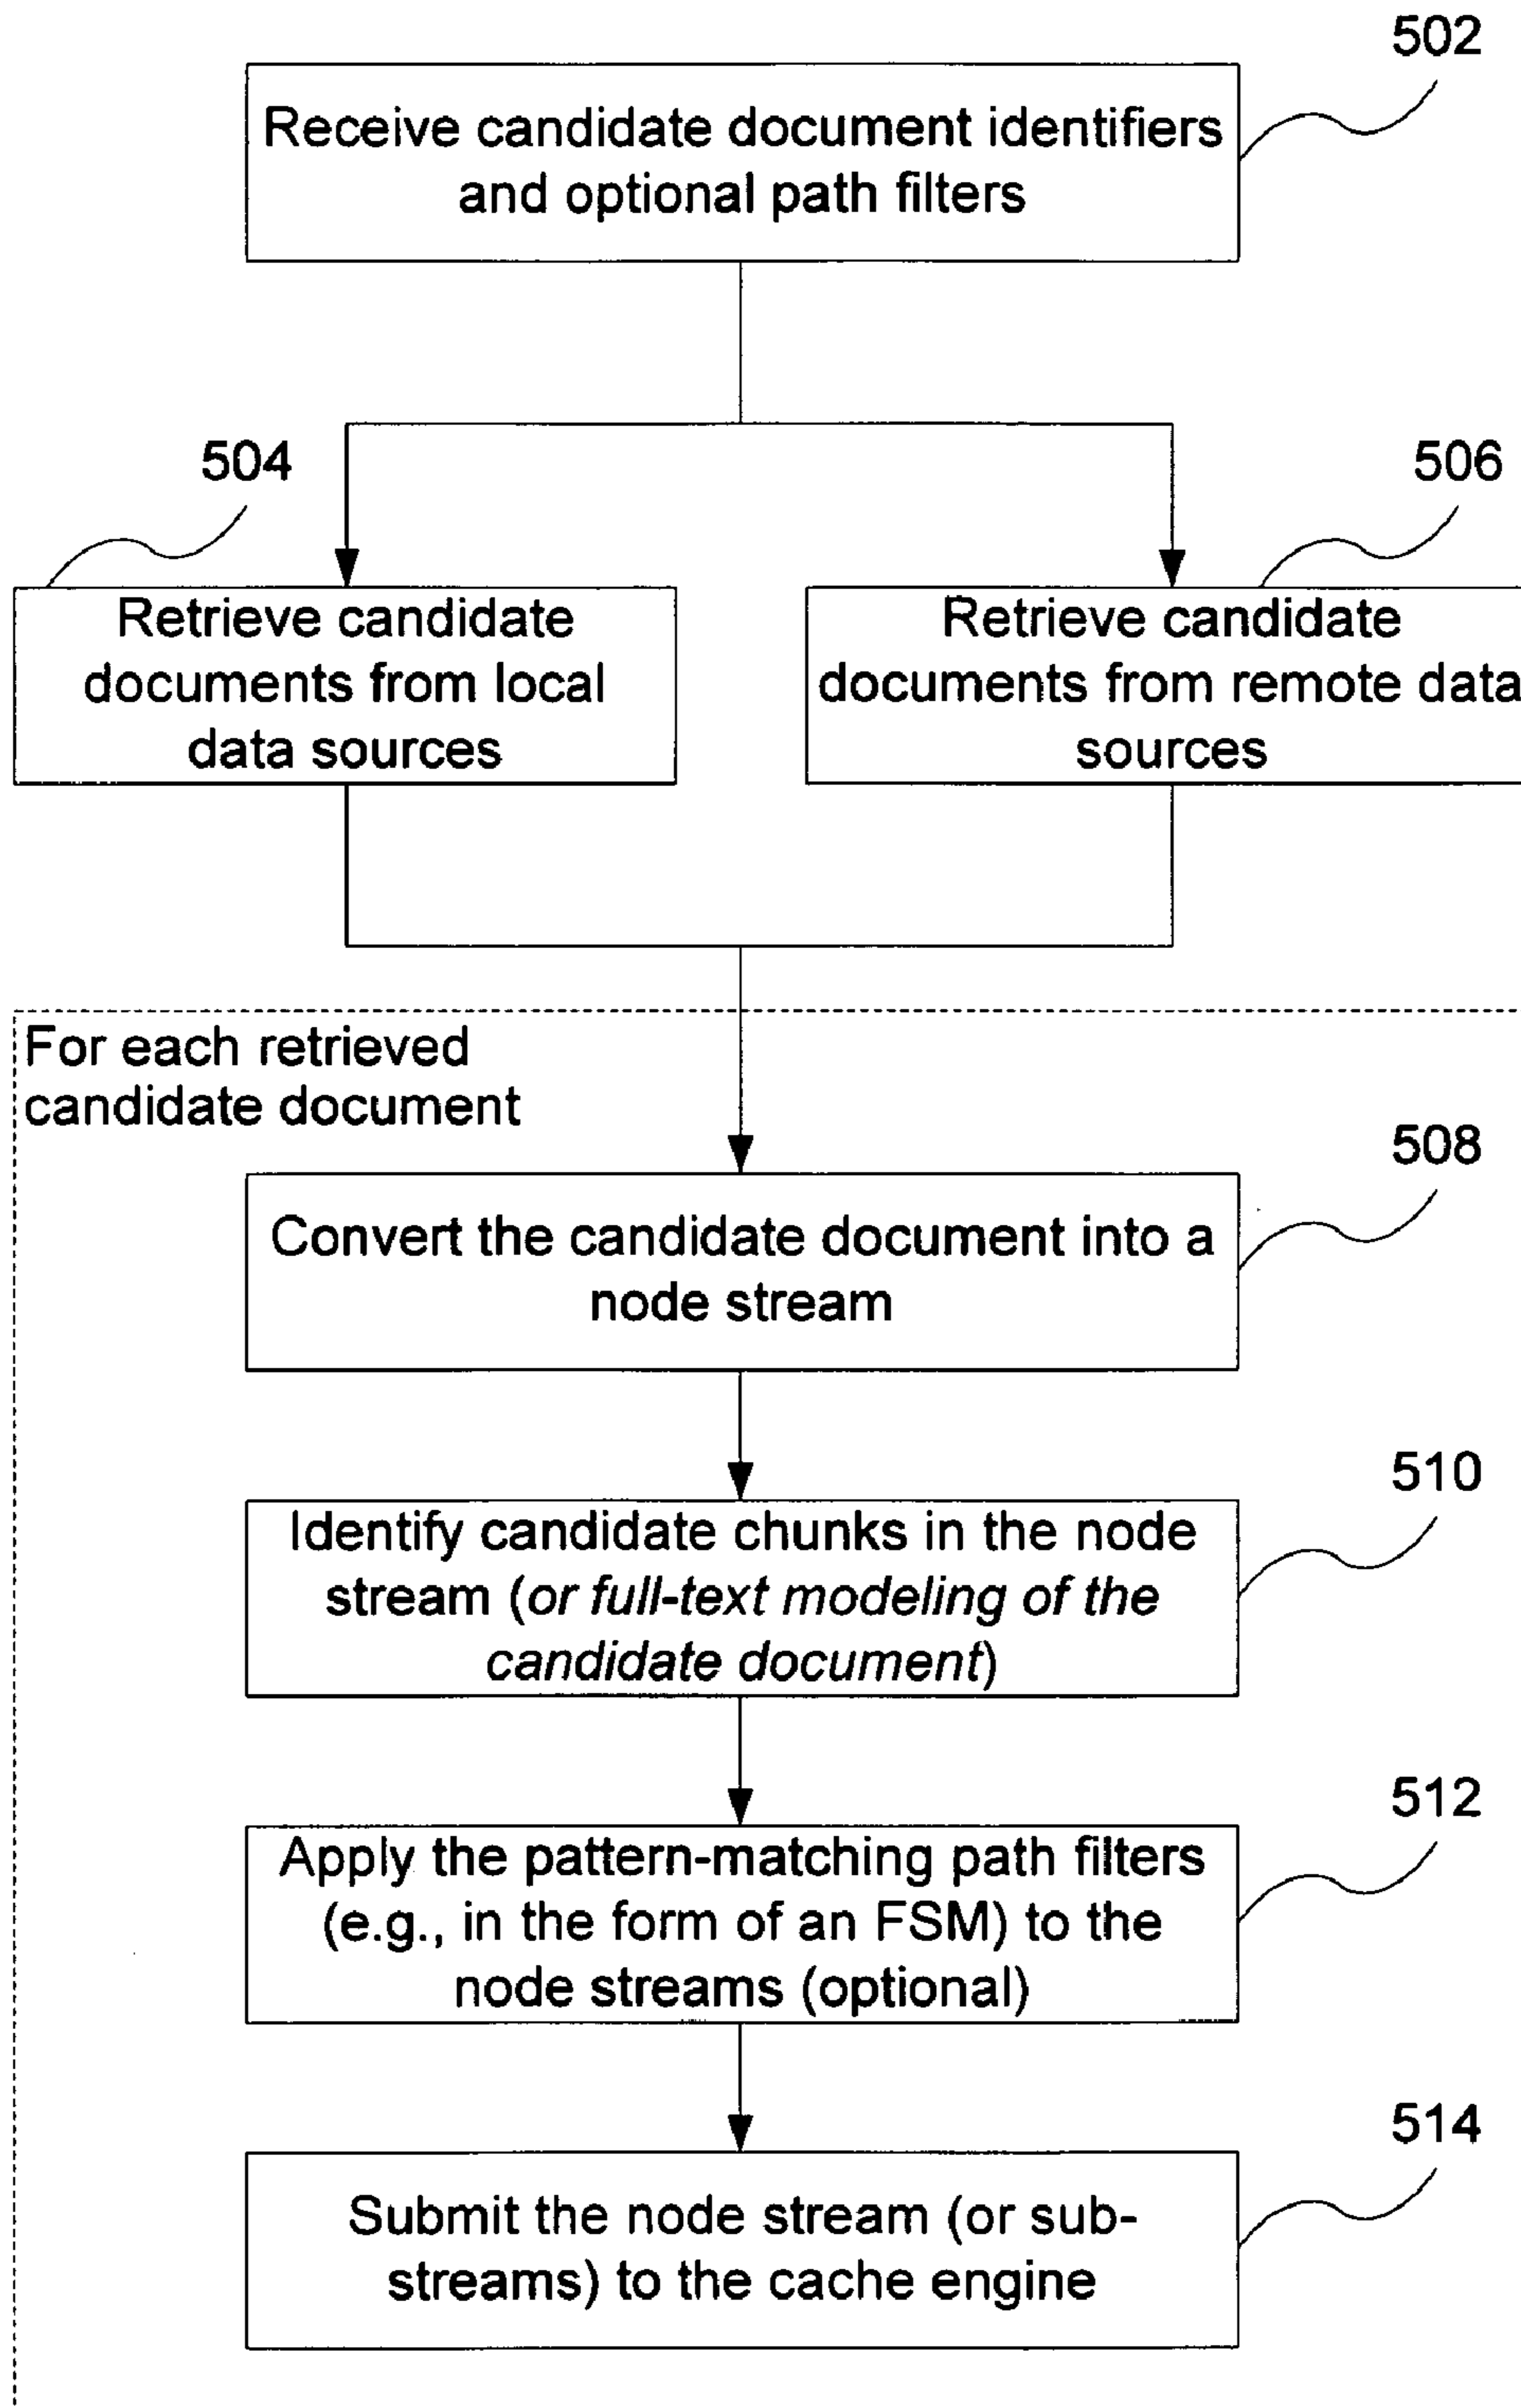 502
Receive candidate document identifiers
and optional path filters
504
506
Retrieve candidate
documents from local
data sources
Retrieve candidate
documents from remote data
sources
For each retrieved
candidate document
508
Convert the candidate document into a
node stream
510
Identify candidate chunks in the node
stream (or full-text modeling of the
candidate document)
512
Apply the pattern-matching path filters
(e.g., in the form of an FSM) to the
node streams (optional)
514
Submit the node stream (or sub-
streams) to the cache engine